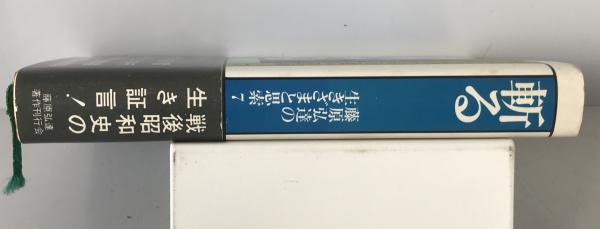 斬る
藤原弘達の
生きざまと思索 7
戦後昭和史の
生き証言!
藤原弘達
著作刊行会